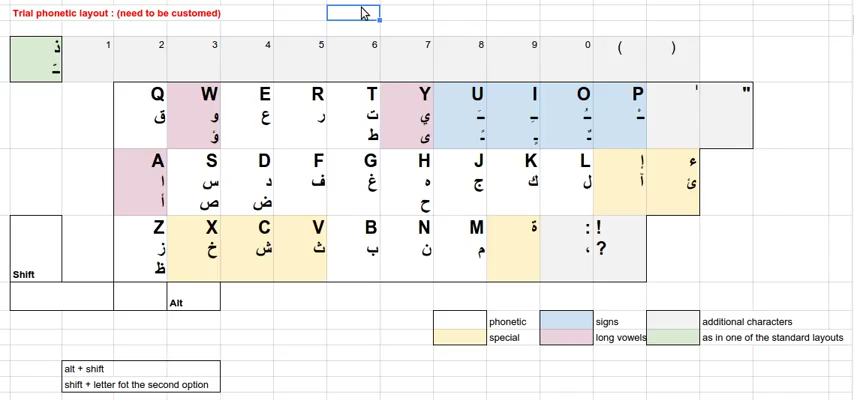 Trial phonetic layout : (need to be customed)
ذ 1 2 3 4 5 6 7 8 9 0 ( )
ـّ
Q W E R T Y U I O P ' "
ق و ع ر ت ي ـَ ـِ ـُ ـْ
ؤ ط ى ـً ـٍ ـٌ
A S D F G H J K L إ ء
ا س د ف غ ه ج ك ل آ ئ
أ ص ض ح
Z X C V B N M ة : !
ز خ ش ث ب ن م ، ?
ظ
Shift
Alt
phonetic signs additional characters
special long vowels as in one of the standard layouts
alt + shift
shift + letter fot the second option